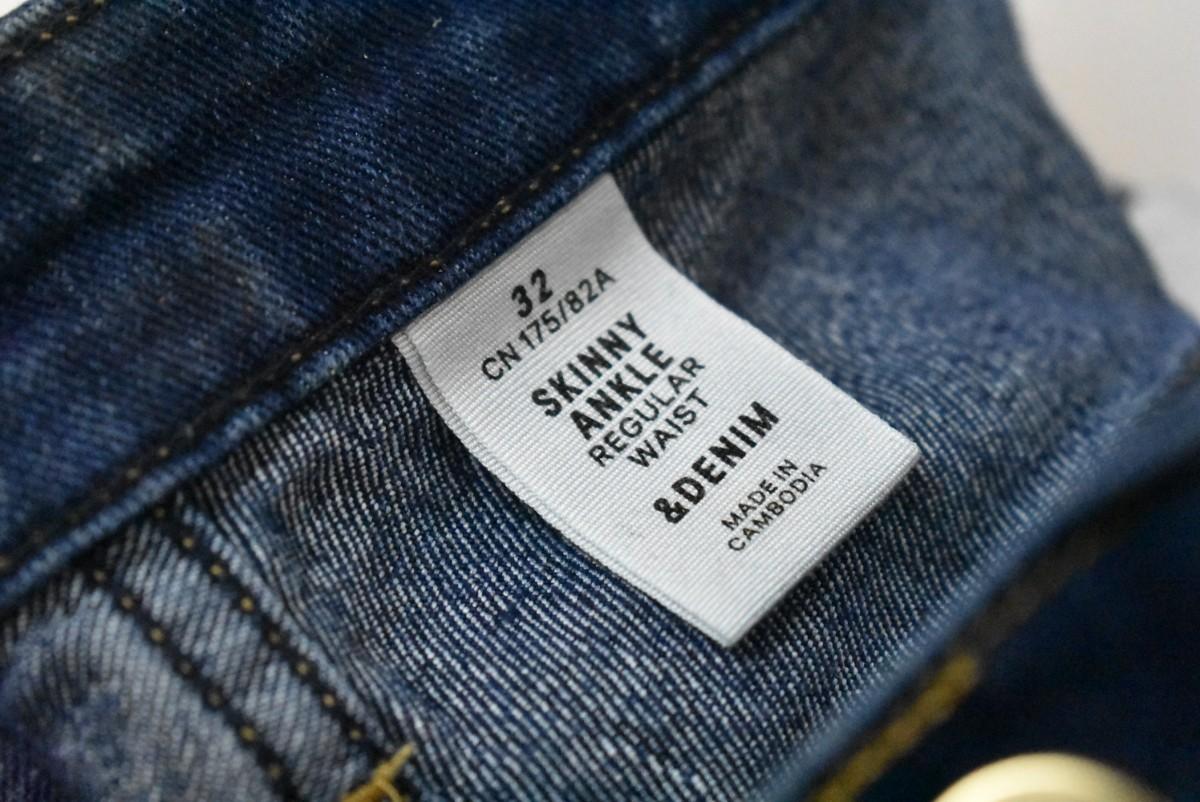 32
CN 175/82A
SKINNY
ANKLE
REGULAR
WAIST
&DENIM
MADE IN
CAMBODIA